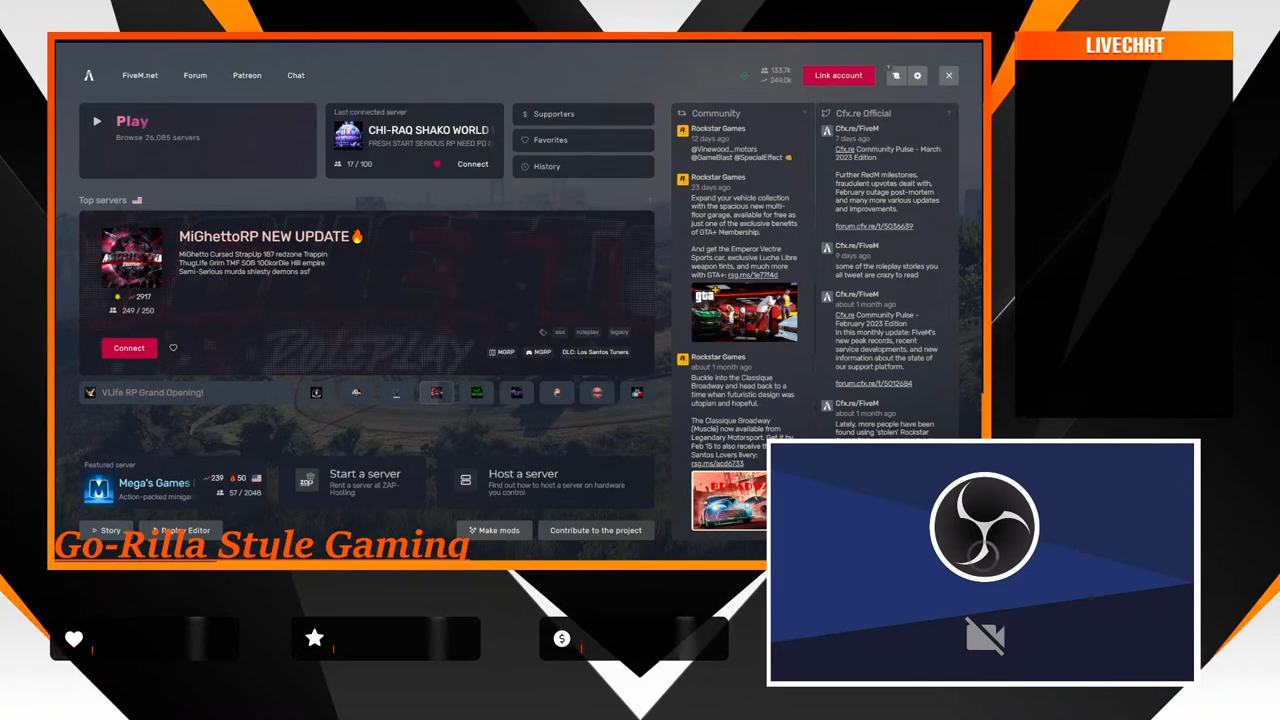 LIVECHAT
FiveM.net
Forum
Patreon
Chat
133.7k
249.0k
Link account
1
Play
Browse 26,085 servers
Last connected server
CHI-RAQ SHAKO WORLD
FRESH START SERIOUS RP NEED PD
17 / 100
Connect
$ Supporters
Favorites
History
Top servers
MiGhettoRP NEW UPDATE🔥
MiGhetto Cursed StrapUp 187 redzone Trappin
ThugLife Grim TMF SOB 100korDie Hill empire
Semi-Serious murda shiesty demons asf
2917
249 / 250
Connect
esx
roleplay
legacy
MGRP
MGRP
DLC: Los Santos Tuners
VLife RP Grand Opening!
Featured server
Mega's Games
239
50
Action-packed miniga
57 / 2048
ZAP
Start a server
Rent a server at ZAP-
Hosting
Host a server
Find out how to host on hardware
you control
Story
Replay Editor
Make mods
Contribute to the project
Go-Rilla Style Gaming
Community
?
Rockstar Games
12 days ago
@Vinewood_motors
@GameBlast @SpecialEffect
Rockstar Games
23 days ago
Expand your vehicle collection
with the spacious new multi-
floor garage, available for free as
just one of the exclusive benefits
of GTA+ Membership.
And get the Emperor Vectre
Sports car, exclusive Lucha Libre
weapon tints, and much more
with GTA+: rsg.ms/1e77f4d
gta+
Rockstar Games
about 1 month ago
Buckle into the Classique
Broadway and head back to a
time when futuristic design was
utopian and hopeful.
The Classique Broadway
(Muscle) now available from
Legendary Motorsport. Get it by
Feb 15 to also receive the
Santos Lovers livery:
rsg.ms/acd6733
Cfx.re Official
?
Cfx.re/FiveM
7 days ago
Cfx.re Community Pulse - March
2023 Edition
Further RedM milestones,
fraudulent upvotes dealt with,
February outage post-mortem
and many more various updates
and improvements.
forum.cfx.re/t/5036639
Cfx.re/FiveM
9 days ago
some of the roleplay stories you
all tweet are crazy to read
Cfx.re/FiveM
about 1 month ago
Cfx.re Community Pulse -
February 2023 Edition
In this monthly update: FiveM's
new peak records, recent
service developments, and new
information about the state of
our support platform.
forum.cfx.re/t/5012684
Cfx.re/FiveM
about 1 month ago
Lately, more people have been
found using 'stolen' Rockstar